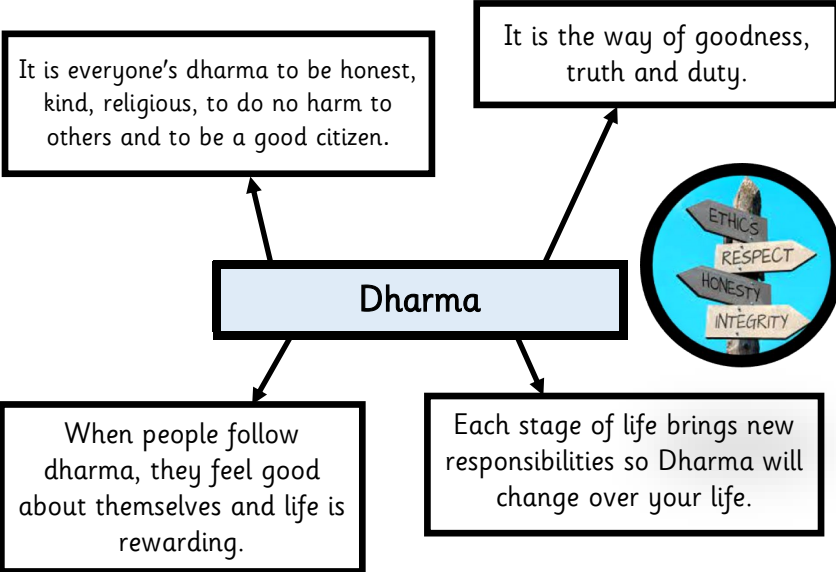 It is everyone's dharma to be honest,
kind, religious, to do no harm to
others and to be a good citizen.
It is the way of goodness,
truth and duty.
ETHICS
RESPECT
HONESTY
INTEGRITY
Dharma
When people follow
dharma, they feel good
about themselves and life is
rewarding.
Each stage of life brings new
responsibilities so Dharma will
change over your life.